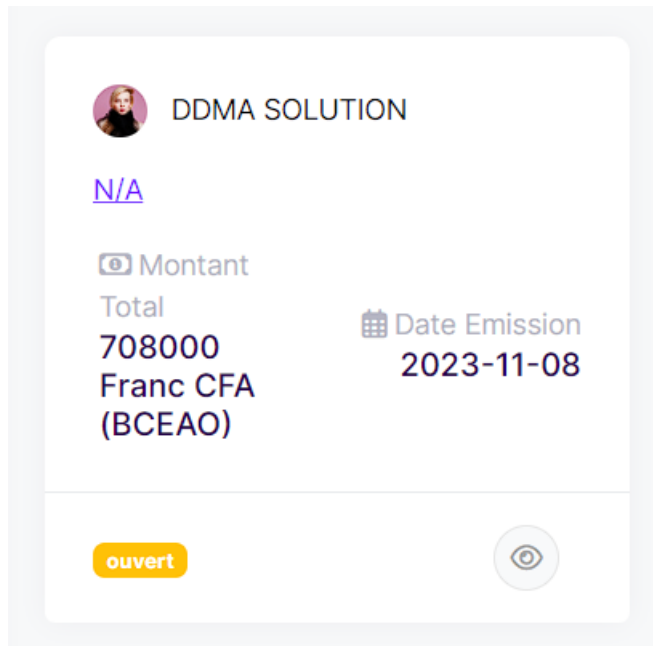 DDMA SOLUTION
N/A
Montant
Total
708000
Franc CFA
(BCEAO)
Date Emission
2023-11-08
ouvert